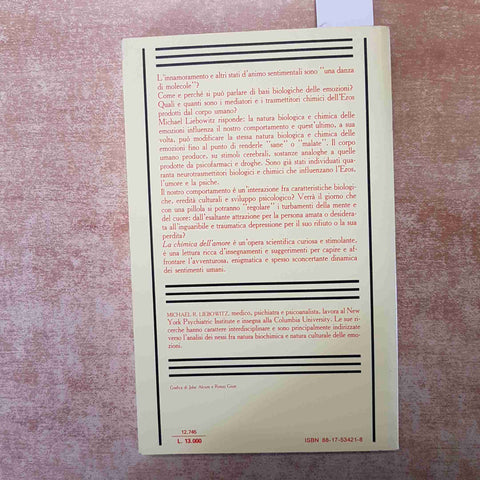 L'innamoramento e altri stati d'animo sentimentali sono "una danza
di molecole"?
Come e perché si può parlare di basi biologiche delle emozioni?
Quali e quanti sono i mediatori e i trasmettitori chimici dell'Eros
prodotti dal corpo umano?
Michael Liebowitz risponde: la natura biologica e chimica delle
emozioni influenza il nostro comportamento e quest'ultimo, a sua
volta, può modificare la stessa natura biologica e chimica delle
emozioni fino al punto di renderle "sane" o "malate". Il corpo
umano produce, su stimoli cerebrali, sostanze analoghe a quelle
prodotte da psicofarmaci e droghe. Sono già stati individuati qua-
ranta neurotrasmettitori biologici e chimici che influenzano l'Eros,
l'umore e la psiche.
Il nostro comportamento è un'interazione fra caratteristiche biologi-
che, eredità culturali e sviluppo psicologico? Verrà il giorno che
con una pillola si potranno "regolare" i turbamenti della mente e
del cuore: dall'esaltante attrazione per la persona amata o desidera-
ta all'inguaribile e traumatica depressione per il suo rifiuto o la sua
perdita?
La chimica dell'amore è un'opera scientifica curiosa e stimolante,
è una lettura ricca d'insegnamenti e suggerimenti per capire e af-
frontare l'avventurosa, enigmatica e spesso sconcertante dinamica
dei sentimenti umani.
MICHAEL R. LIEBOWITZ, medico, psichiatra e psicoanalista, lavora al New
York Psychiatric Institute e insegna alla Columbia University. Le sue ri-
cerche hanno carattere interdisciplinare e sono principalmente indirizzate
verso l'analisi dei nessi fra natura biochimica e natura culturale delle emo-
zioni.
Grafica di John Alcorn e
12.745
L. 13.000
ISBN 88-17-53421-8